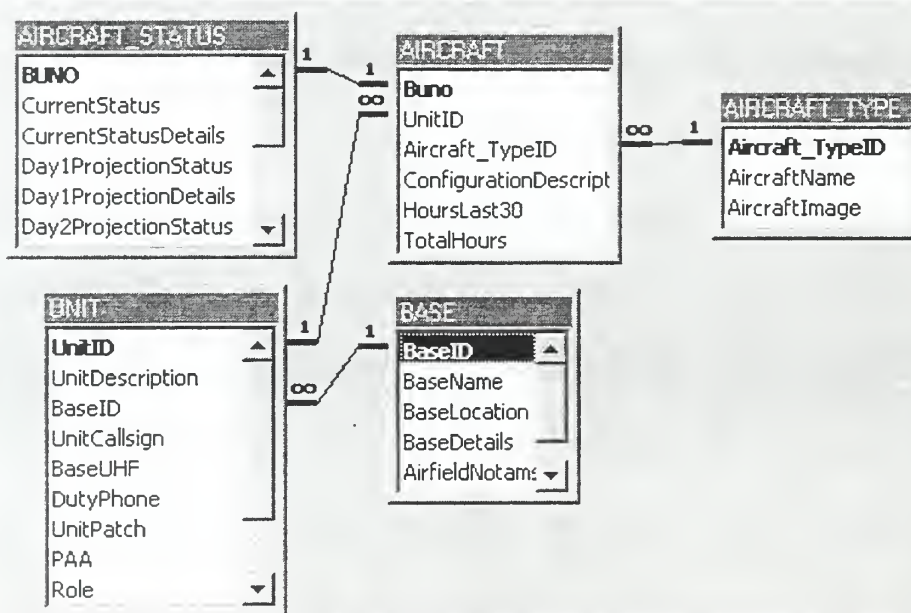 AIRCRAFT_STATUS
BUNO
CurrentStatus
CurrentStatusDetails
Day1ProjectionStatus
Day1ProjectionDetails
Day2ProjectionStatus
1
1
∞
AIRCRAFT
Buno
UnitID
Aircraft_TypeID
ConfigurationDescript
HoursLast30
TotalHours
∞
1
AIRCRAFT_TYPE
Aircraft_TypeID
AircraftName
AircraftImage
UNIT
UnitID
UnitDescription
BaseID
UnitCallsign
BaseUHF
DutyPhone
UnitPatch
PAA
Role
1
∞
1
BASE
BaseID
BaseName
BaseLocation
BaseDetails
AirfieldNotams